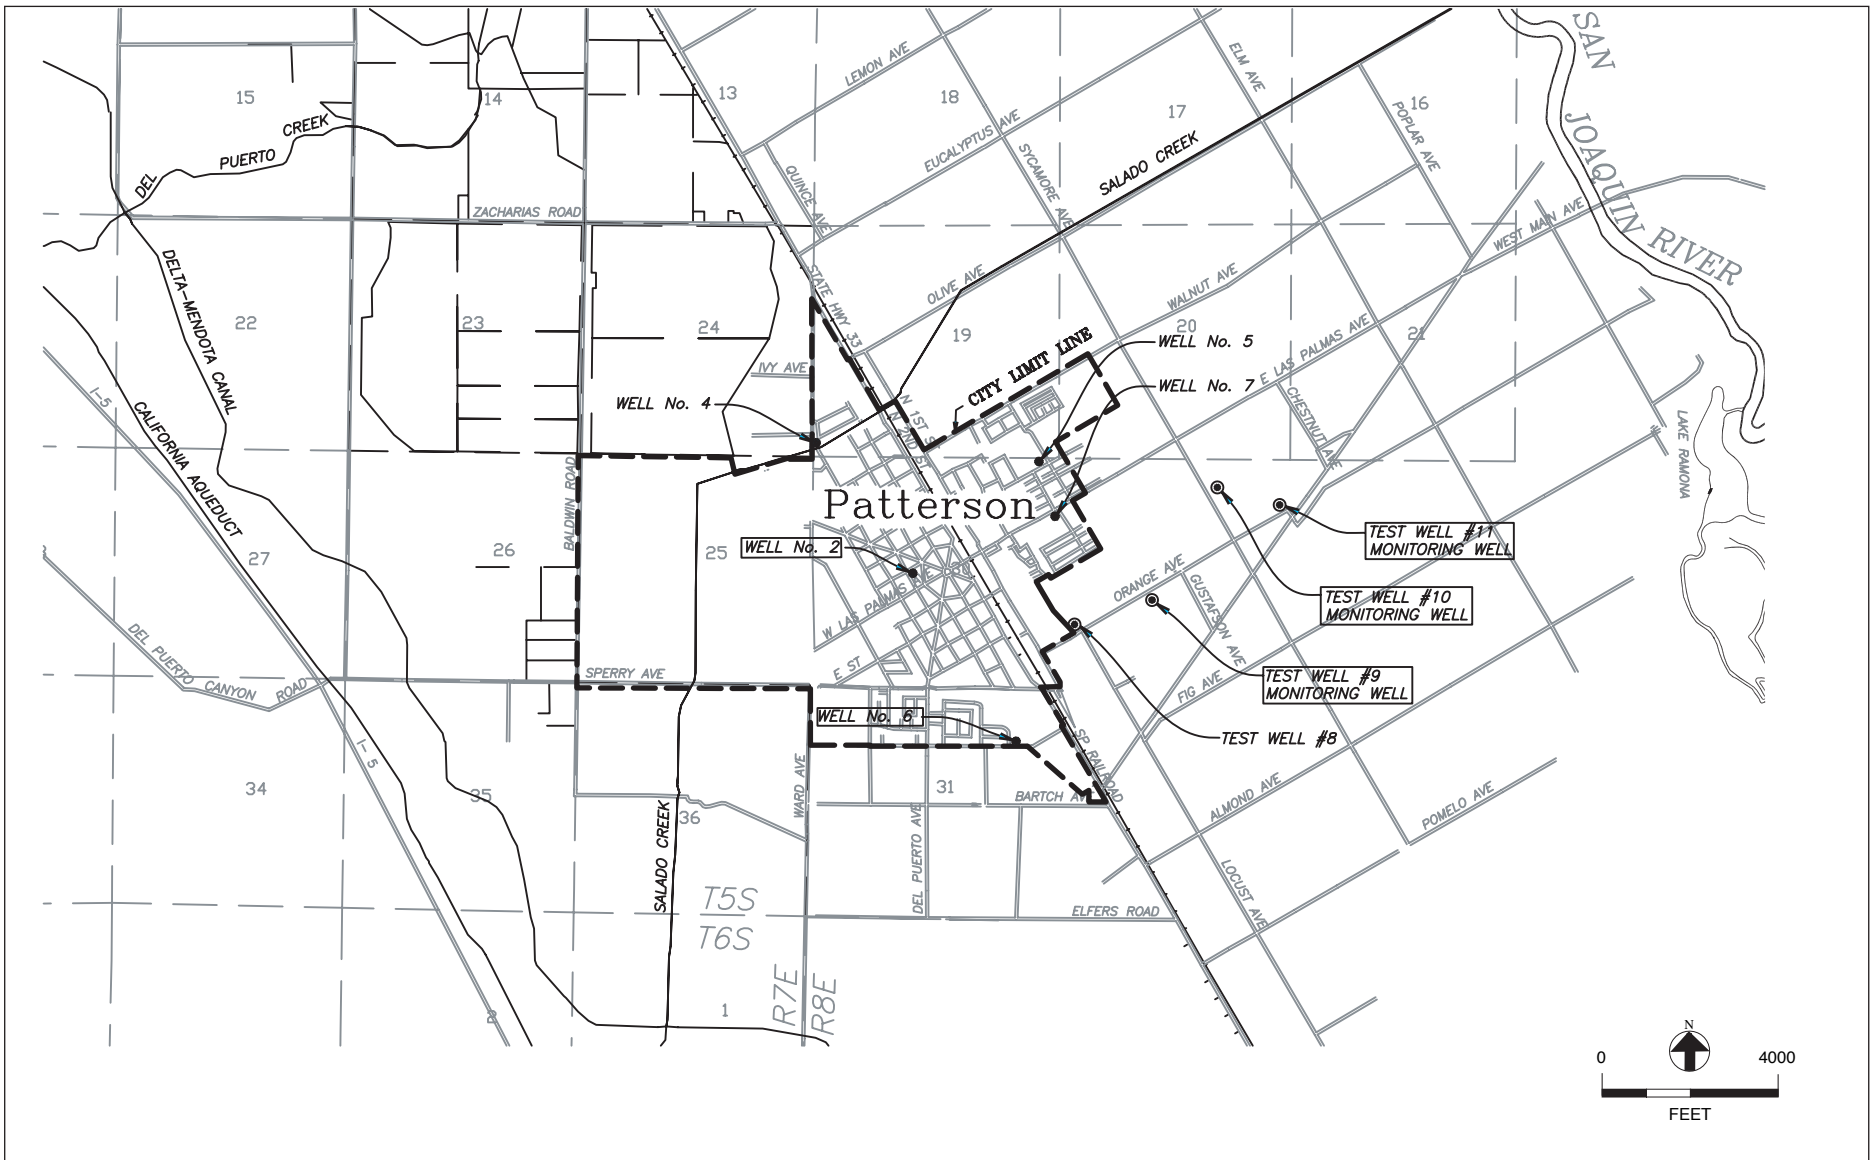 SAN
JOAQUIN
RIVER
15
14
13
18
17
16
LEMON AVE
ELM AVE
POPLAR AVE
EUCALYPTUS AVE
SYCAMORE AVE
QUINCE AVE
SALADO CREEK
DEL
PUERTO
CREEK
ZACHARIAS ROAD
WEST MAIN AVE
DELTA-MENDOTA CANAL
STATE HWY 33
OLIVE AVE
WALNUT AVE
22
23
24
19
20
21
IVY AVE
CITY LIMIT LINE
WELL No. 5
WELL No. 7
WELL No. 4
E LAS PALMAS AVE
CHESTNUT AVE
I-5
CALIFORNIA AQUEDUCT
N 1ST ST
N 2ND ST
LAKE RAMONA
BALDWIN ROAD
Patterson
27
26
25
30
WELL No. 2
TEST WELL #11
MONITORING WELL
TEST WELL #10
MONITORING WELL
ORANGE AVE
GUSTAFSON AVE
W LAS PALMAS AVE
E ST
DEL PUERTO
CANYON
ROAD
SPERRY AVE
TEST WELL #9
MONITORING WELL
FIG AVE
WELL No. 6
TEST WELL #8
SP RAILROAD
I-5
34
35
36
31
WARD AVE
BARTCH AVE
ALMOND AVE
POMELO AVE
SALADO CREEK
DEL PUERTO AVE
LOCUST AVE
T5S
T6S
ELFERS ROAD
R7E
R8E
1
N
0
4000
FEET